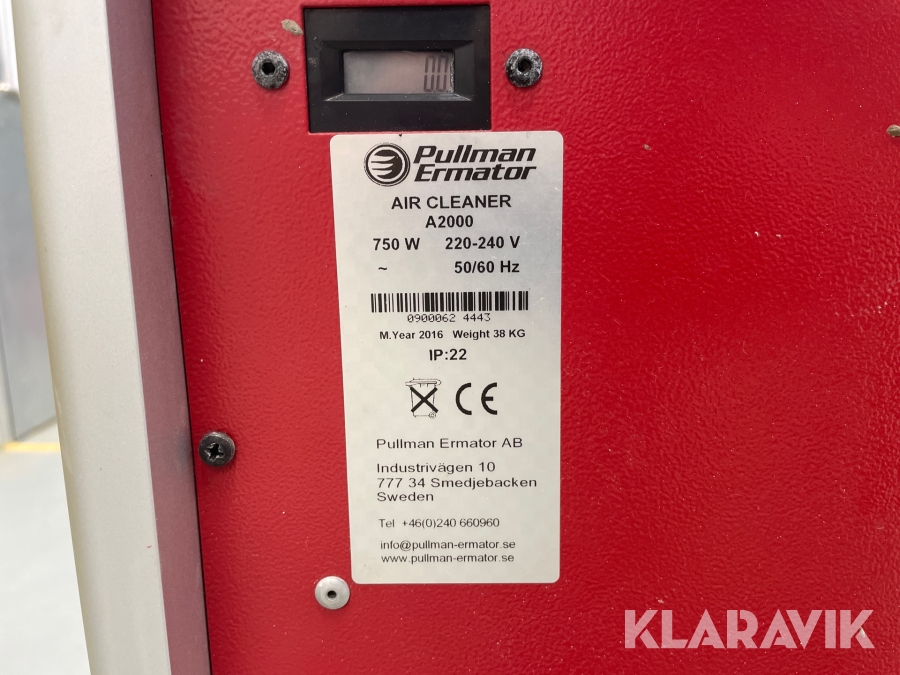 00
Pullman
Ermator
AIR CLEANER
A2000
750 W 220-240 V
~ 50/60 Hz
0900062 4443
M.Year 2016 Weight 38 KG
IP:22
CE
Pullman Ermator AB
Industrivägen 10
777 34 Smedjebacken
Sweden
Tel +46(0)240 660960
info@pullman-ermator.se
www.pullman-ermator.se
KLARAVIK